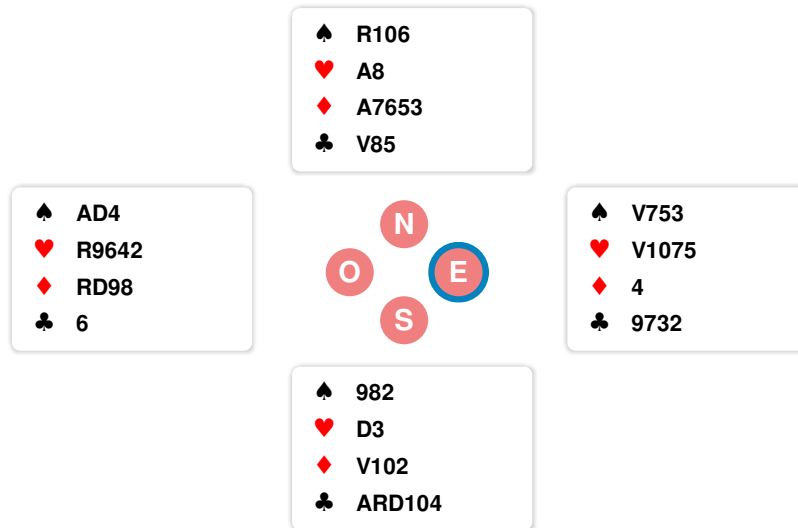 ♠ R106
♥ A8
♦ A7653
♣ V85
♠ AD4
♥ R9642
♦ RD98
♣ 6
N
O
E
S
♠ V753
♥ V1075
♦ 4
♣ 9732
♠ 982
♥ D3
♦ V102
♣ ARD104